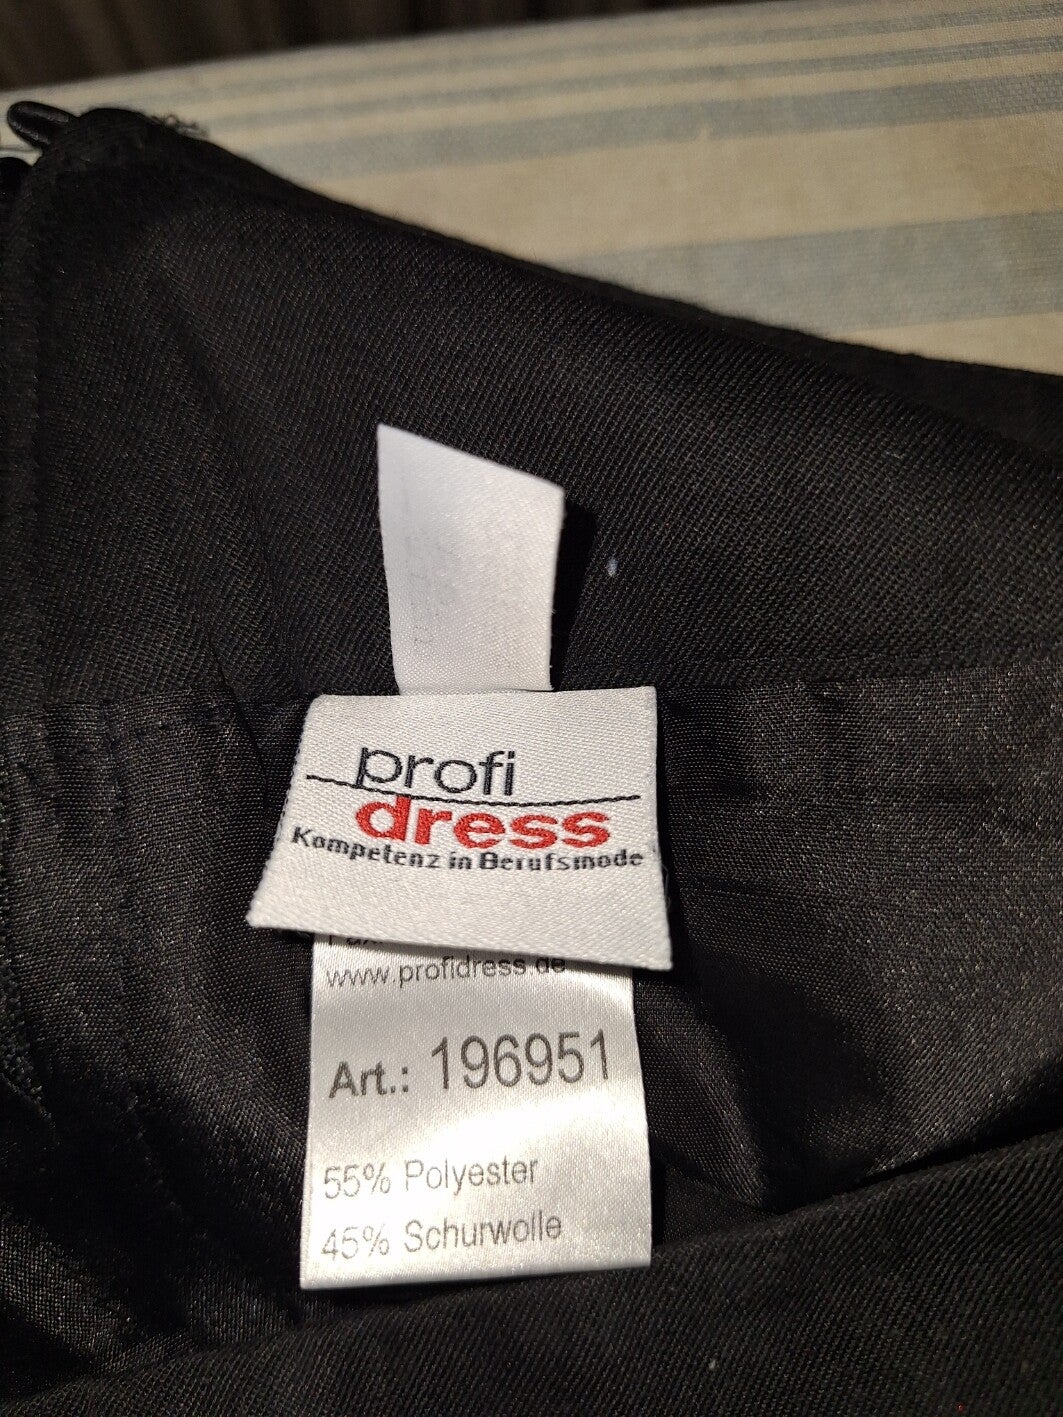 profi
dress
Kompetenz in Berufsmode
www.profidress.de
Art.: 196951
55% Polyester
45% Schurwolle